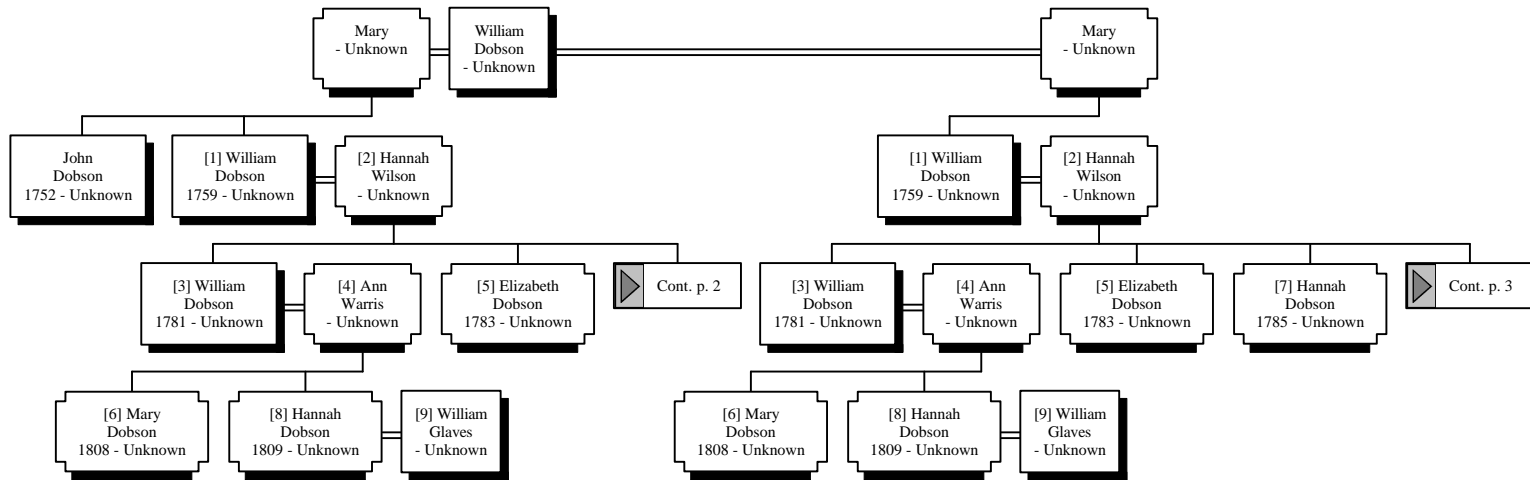 Mary
- Unknown
William
Dobson
- Unknown
Mary
- Unknown
John
Dobson
1752 - Unknown
[1] William
Dobson
1759 - Unknown
[2] Hannah
Wilson
- Unknown
[1] William
Dobson
1759 - Unknown
[2] Hannah
Wilson
- Unknown
[3] William
Dobson
1781 - Unknown
[4] Ann
Warris
- Unknown
[5] Elizabeth
Dobson
1783 - Unknown
Cont. p. 2
[3] William
Dobson
1781 - Unknown
[4] Ann
Warris
- Unknown
[5] Elizabeth
Dobson
1783 - Unknown
[7] Hannah
Dobson
1785 - Unknown
Cont. p. 3
[6] Mary
Dobson
1808 - Unknown
[8] Hannah
Dobson
1809 - Unknown
[9] William
Glaves
- Unknown
[6] Mary
Dobson
1808 - Unknown
[8] Hannah
Dobson
1809 - Unknown
[9] William
Glaves
- Unknown